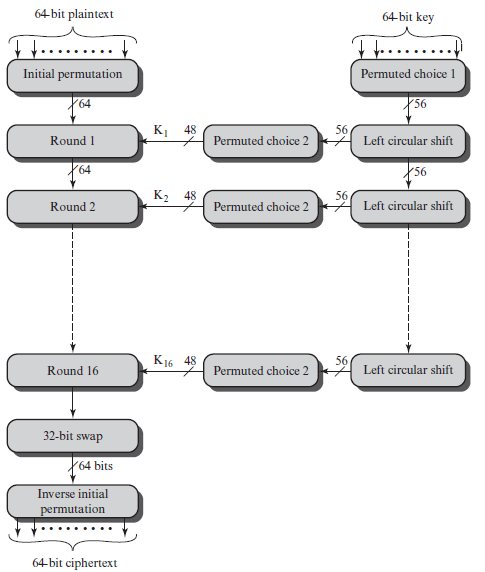 64-bit plaintext
64-bit key
Initial permutation
Permuted choice 1
64
56
Round 1
K1
48
Permuted choice 2
56
Left circular shift
64
56
Round 2
K2
48
Permuted choice 2
56
Left circular shift
Round 16
K16
48
Permuted choice 2
56
Left circular shift
32-bit swap
64 bits
Inverse initial
permutation
64-bit ciphertext